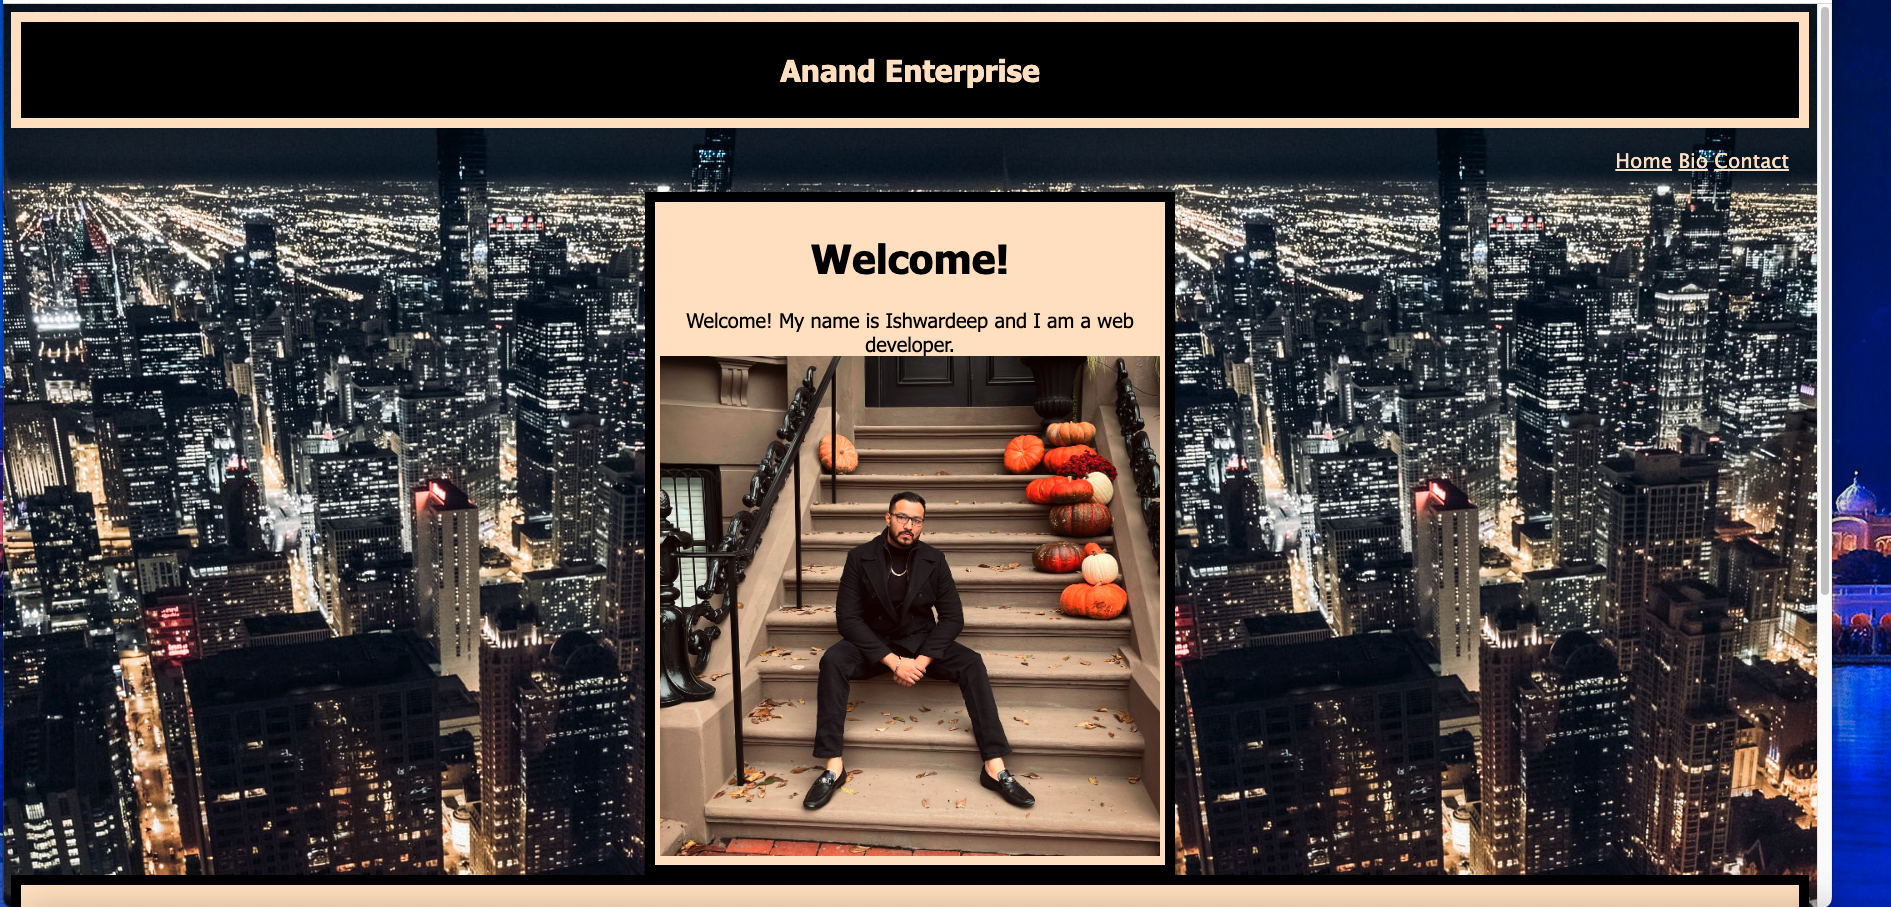 Anand Enterprise
Home Bio Contact
Welcome!
Welcome! My name is Ishwardeep and I am a web
developer.